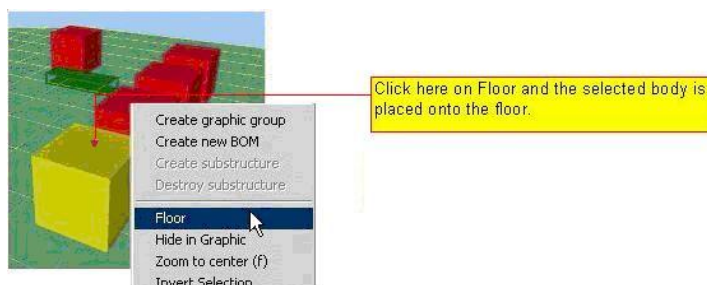 Click here on Floor and the selected body is
placed onto the floor.
Create graphic group
Create new BOM
Create substructure
Destroy substructure
Floor
Hide in Graphic
Zoom to center (f)
Invert Selection